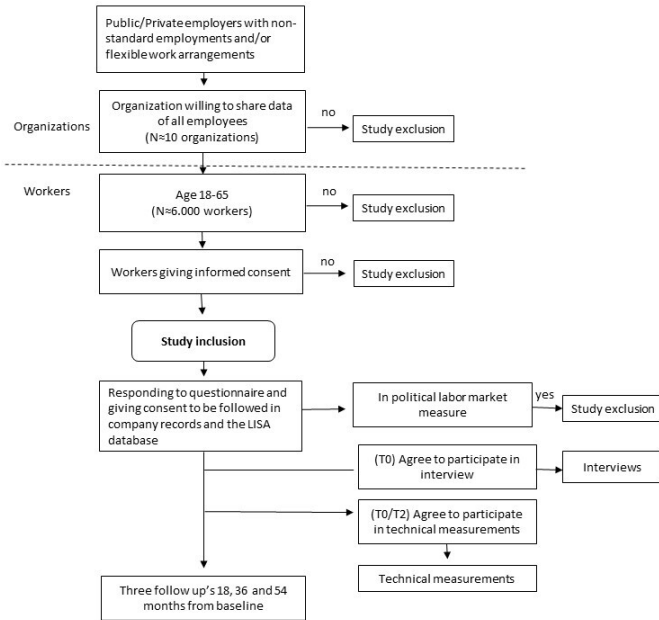 Public/Private employers with non-
standard employments and/or
flexible work arrangements
Organizations
Organization willing to share data
of all employees
(N≈10 organizations)
no
Study exclusion
Workers
Age 18-65
(N≈6.000 workers)
no
Study exclusion
Workers giving informed consent
no
Study exclusion
Study inclusion
Responding to questionnaire and
giving consent to be followed in
company records and the LISA
database
In political labor market
measure
yes
Study exclusion
(T0) Agree to participate in
interview
Interviews
(T0/T2) Agree to participate
in technical measurements
Technical measurements
Three follow up's 18, 36 and 54
months from baseline